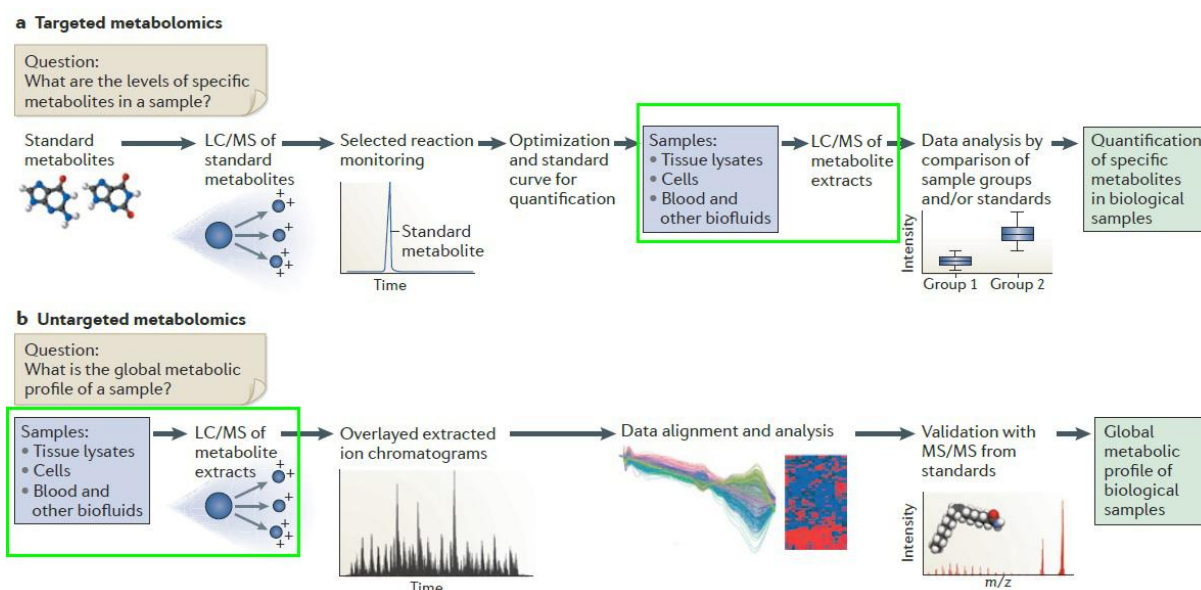 a Targeted metabolomics
Question:
What are the levels of specific
metabolites in a sample?
Standard
metabolites
LC/MS of
standard
metabolites
+
+
+
+
+
+
Selected reaction
monitoring
Standard
metabolite
Time
Optimization
and standard
curve for
quantification
Samples:
• Tissue lysates
• Cells
• Blood and
other biofluids
LC/MS of
metabolite
extracts
Data analysis by
comparison of
sample groups
and/or standards
Intensity
Group 1 Group 2
Quantification
of specific
metabolites
in biological
samples
b Untargeted metabolomics
Question:
What is the global metabolic
profile of a sample?
Samples:
• Tissue lysates
• Cells
• Blood and
other biofluids
LC/MS of
metabolite
extracts
+
+
+
+
+
+
Overlayed extracted
ion chromatograms
Time
Data alignment and analysis
Validation with
MS/MS from
standards
Intensity
m/z
Global
metabolic
profile of
biological
samples